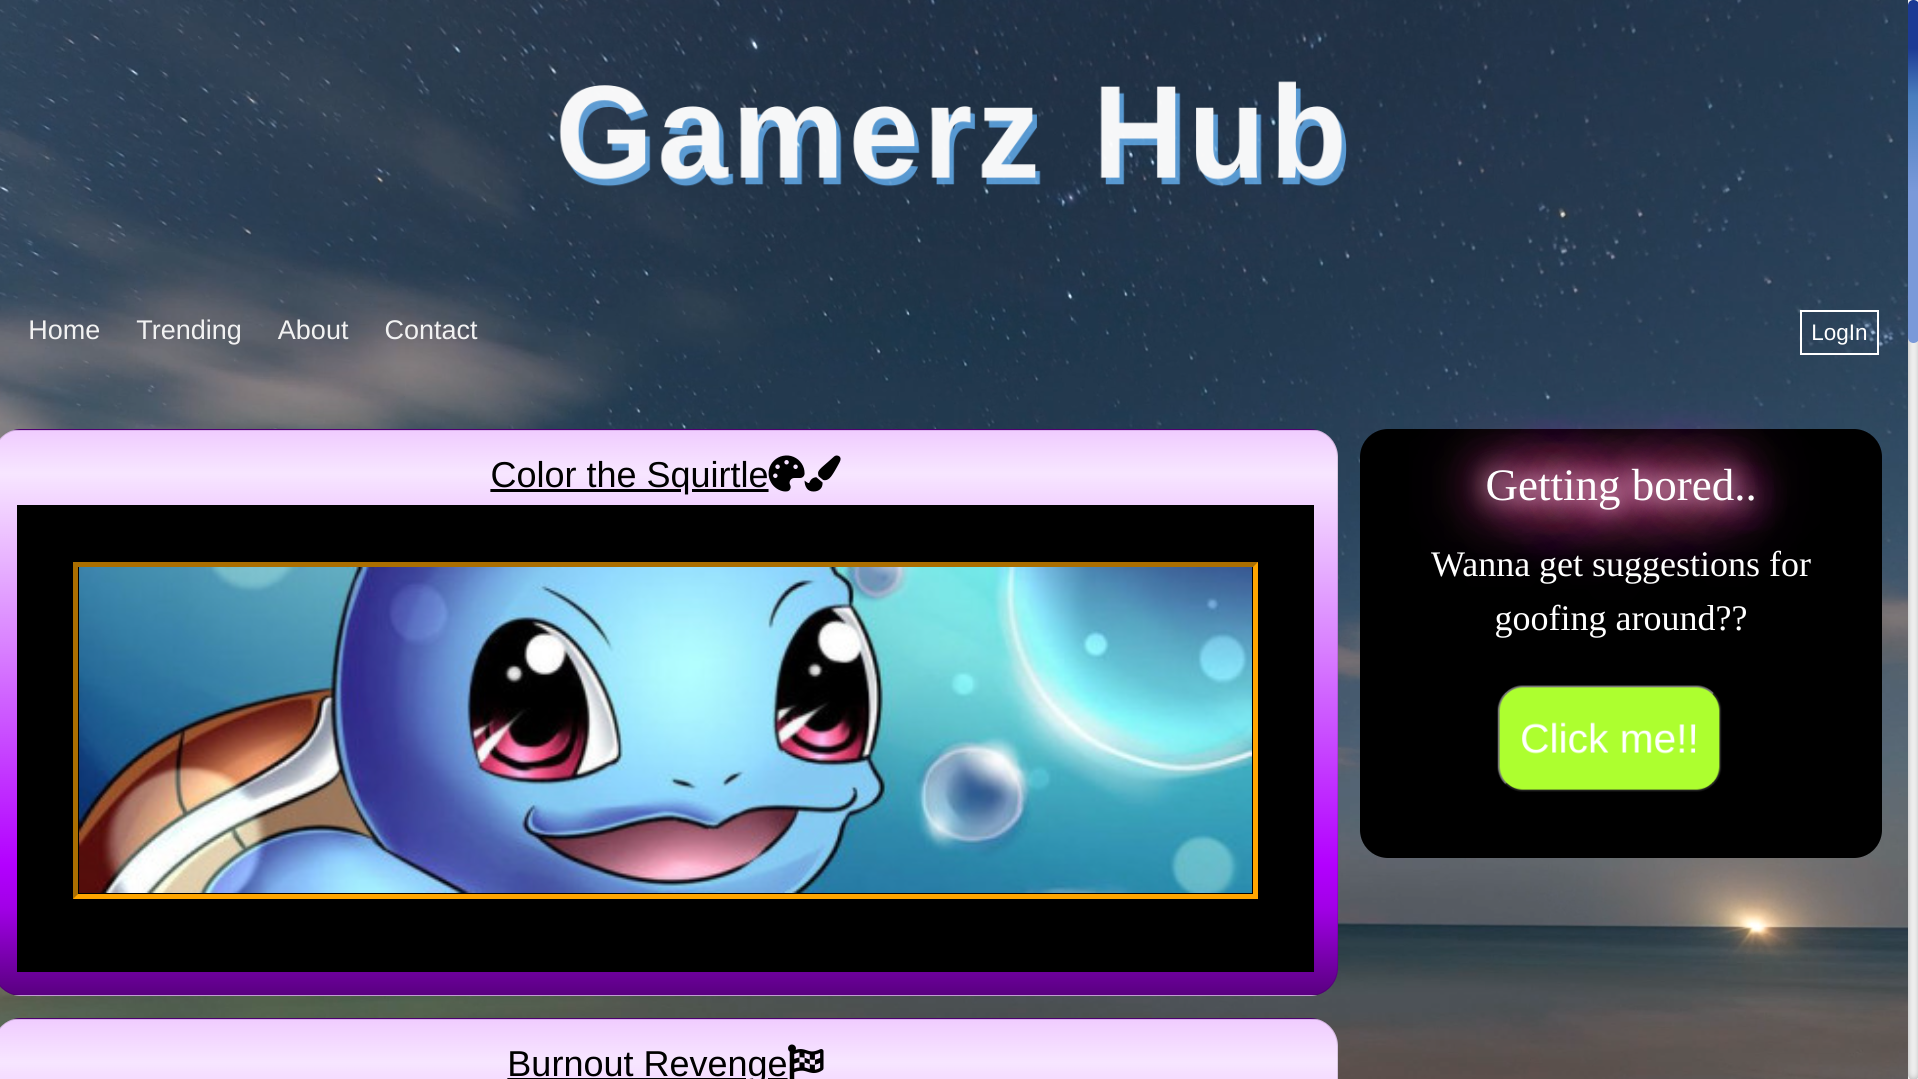 Gamerz Hub
Home Trending About Contact LogIn
Color the Squirtle
Getting bored..
Wanna get suggestions for
goofing around??
Click me!!
Burnout Revenge